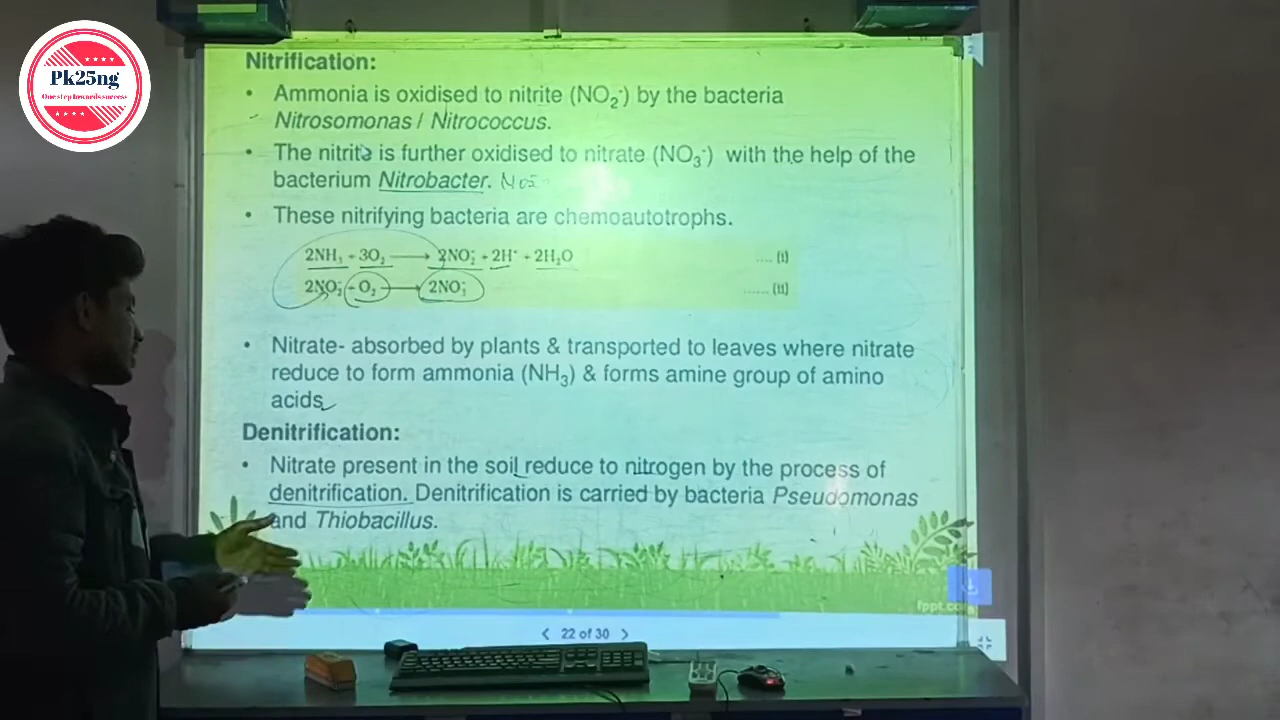 Pk25ng
One step towards success
Nitrification:
• Ammonia is oxidised to nitrite (NO₂⁻) by the bacteria
Nitrosomonas / Nitrococcus.
• The nitrite is further oxidised to nitrate (NO₃⁻) with the help of the
bacterium Nitrobacter.
• These nitrifying bacteria are chemoautotrophs.
2NH₃ + 3O₂ ⟶ 2NO₂⁻ + 2H⁺ + 2H₂O .... (i)
2NO₂⁻ + O₂ ⟶ 2NO₃⁻ ...... (ii)
• Nitrate- absorbed by plants & transported to leaves where nitrate
reduce to form ammonia (NH₃) & forms amine group of amino
acids
Denitrification:
• Nitrate present in the soil reduce to nitrogen by the process of
denitrification. Denitrification is carried by bacteria Pseudomonas
and Thiobacillus.
fppt.com
22 of 30